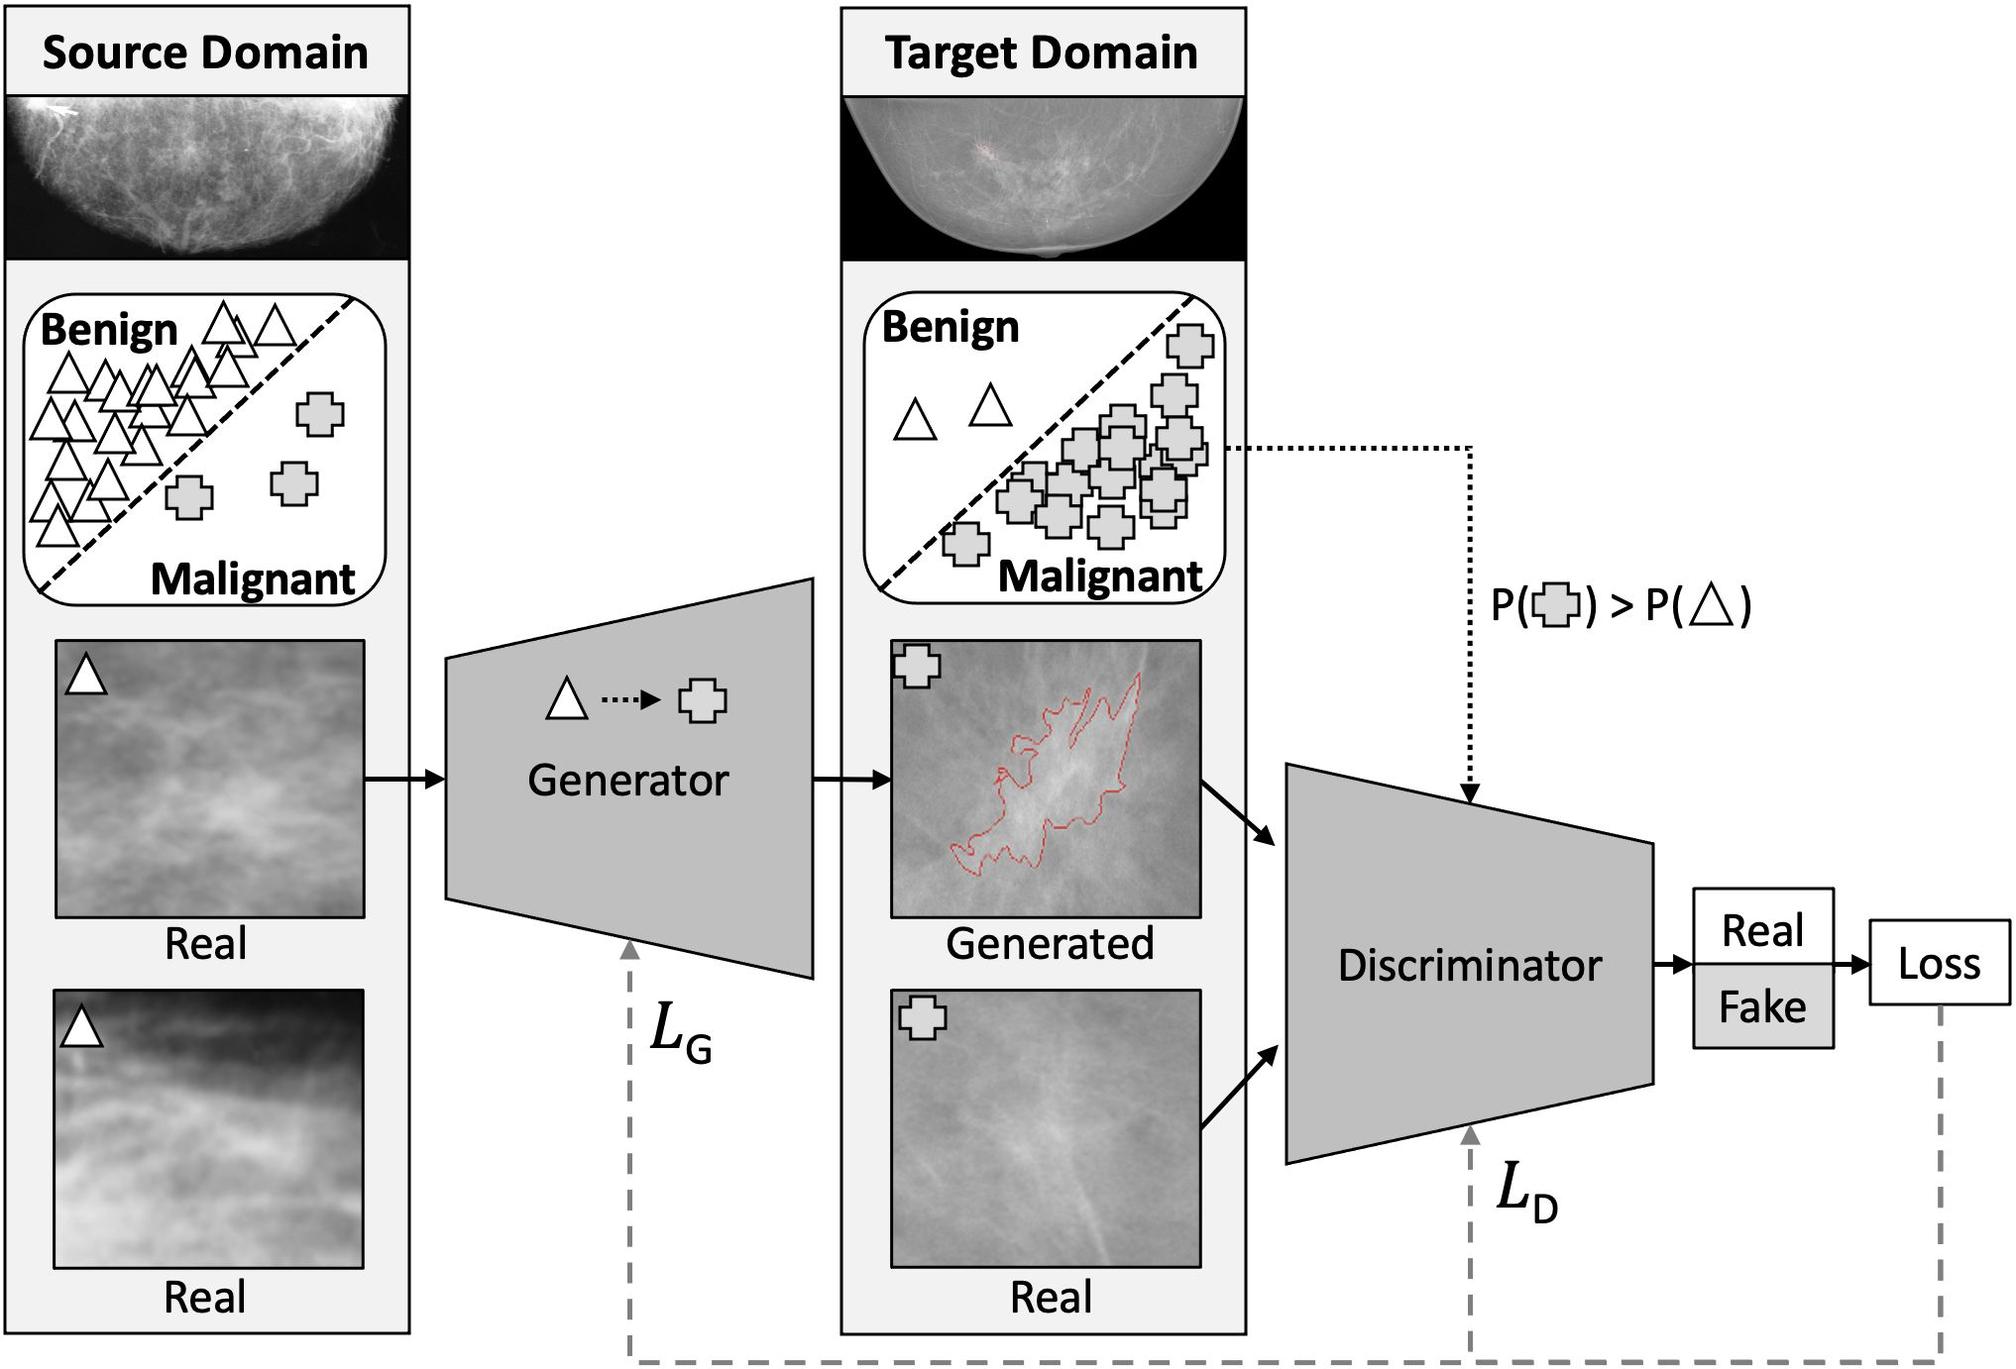 Source Domain
Benign
Malignant
Real
Real
Generator
L_G
Target Domain
Benign
Malignant
Generated
Real
P( ) > P( )
Discriminator
L_D
Real
Fake
Loss